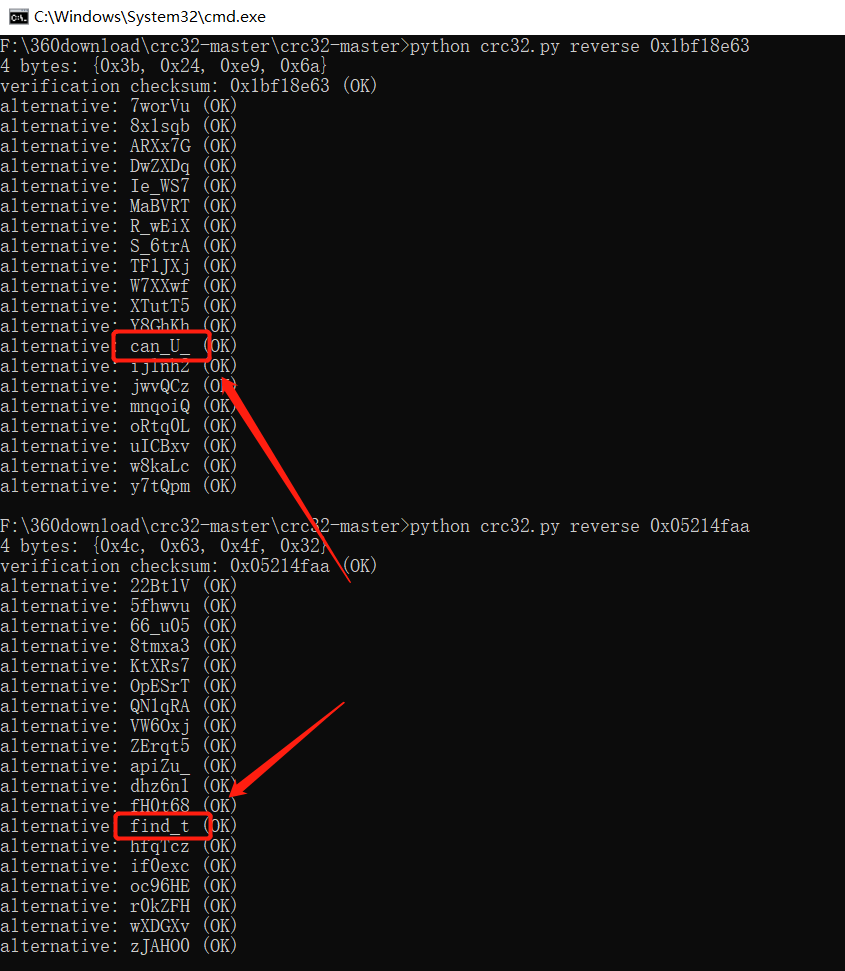 C:\Windows\System32\cmd.exe
F:\360download\crc32-master\crc32-master>python crc32.py reverse 0x1bf18e63
4 bytes: {0x3b, 0x24, 0xe9, 0x6a}
verification checksum: 0x1bf18e63 (OK)
alternative: 7worVu (OK)
alternative: 8xlsqb (OK)
alternative: ARXx7G (OK)
alternative: DwZXDq (OK)
alternative: Ie_WS7 (OK)
alternative: MaBVRT (OK)
alternative: R_wEiX (OK)
alternative: S_6trA (OK)
alternative: TF1JXj (OK)
alternative: W7XXwf (OK)
alternative: XTutT5 (OK)
alternative: Y8GhKh (OK)
alternative: can_U_ (OK)
alternative: ijlnh2 (OK)
alternative: jwvQCz (OK)
alternative: mnqoiQ (OK)
alternative: oRtq0L (OK)
alternative: uICBxv (OK)
alternative: w8kaLc (OK)
alternative: y7tQpm (OK)
F:\360download\crc32-master\crc32-master>python crc32.py reverse 0x05214faa
4 bytes: {0x4c, 0x63, 0x4f, 0x32}
verification checksum: 0x05214faa (OK)
alternative: 22Bt1V (OK)
alternative: 5fhwvu (OK)
alternative: 66_u05 (OK)
alternative: 8tmxa3 (OK)
alternative: KtXRs7 (OK)
alternative: OpESrT (OK)
alternative: QN1qRA (OK)
alternative: VW6Oxj (OK)
alternative: ZErqt5 (OK)
alternative: apiZu_ (OK)
alternative: dhz6nl (OK)
alternative: fH0t68 (OK)
alternative: find_t (OK)
alternative: hfqTcz (OK)
alternative: if0exc (OK)
alternative: oc96HE (OK)
alternative: r0kZFH (OK)
alternative: wXDGXv (OK)
alternative: zJAHO0 (OK)